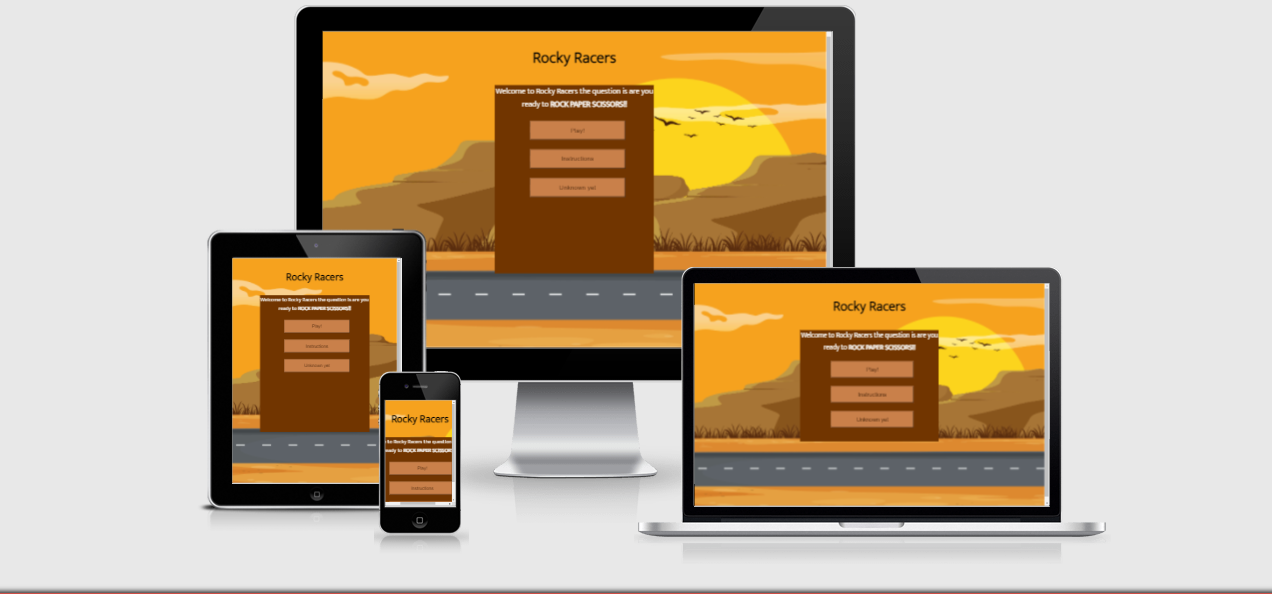 Rocky Racers
Welcome to Rocky Racers the question is are you
ready to ROCK PAPER SCISSORS!!
Play!
Instructions
Unknown yet
Rocky Racers
Welcome to Rocky Racers the question is are you
ready to ROCK PAPER SCISSORS!!
Play!
Instructions
Unknown yet
Rocky Racers
to Rocky Racers the question
ready to ROCK PAPER SCISSOR
Play!
Instructions
Rocky Racers
Welcome to Rocky Racers the question is are you
ready to ROCK PAPER SCISSORS!!
Play!
Instructions
Unknown yet